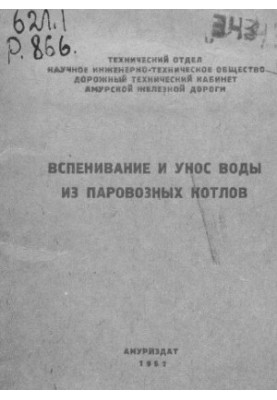 621.1
Р. 866.
343
ТЕХНИЧЕСКИЙ ОТДЕЛ
НАУЧНОЕ ИНЖЕНЕРНО-ТЕХНИЧЕСКОЕ ОБЩЕСТВО
ДОРОЖНЫЙ ТЕХНИЧЕСКИЙ КАБИНЕТ
АМУРСКОЙ ЖЕЛЕЗНОЙ ДОРОГИ
ВСПЕНИВАНИЕ И УНОС ВОДЫ
ИЗ ПАРОВОЗНЫХ КОТЛОВ
АМУРИЗДАТ